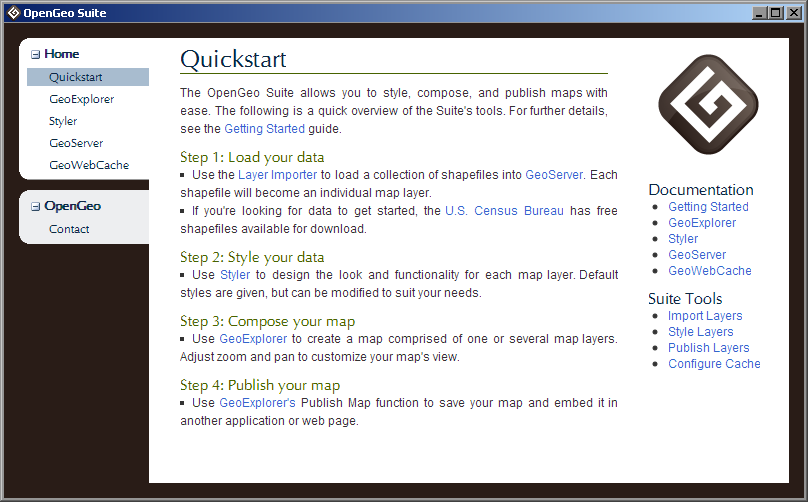 OpenGeo Suite
Home
Quickstart
GeoExplorer
Styler
GeoServer
GeoWebCache
OpenGeo
Contact
Quickstart
The OpenGeo Suite allows you to style, compose, and publish maps with
ease. The following is a quick overview of the Suite's tools. For further details,
see the Getting Started guide.
Step 1: Load your data
Use the Layer Importer to load a collection of shapefiles into GeoServer. Each
shapefile will become an individual map layer.
If you're looking for data to get started, the U.S. Census Bureau has free
shapefiles available for download.
Step 2: Style your data
Use Styler to design the look and functionality for each map layer. Default
styles are given, but can be modified to suit your needs.
Step 3: Compose your map
Use GeoExplorer to create a map comprised of one or several map layers.
Adjust zoom and pan to customize your map's view.
Step 4: Publish your map
Use GeoExplorer's Publish Map function to save your map and embed it in
another application or web page.
Documentation
Getting Started
GeoExplorer
Styler
GeoServer
GeoWebCache
Suite Tools
Import Layers
Style Layers
Publish Layers
Configure Cache